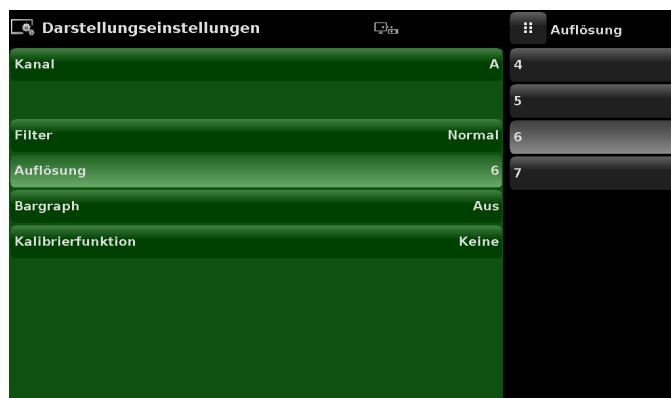 Darstellungseinstellungen
Kanal A
Filter Normal
Auflösung 6
Bargraph Aus
Kalibrierfunktion Keine
Auflösung
4
5
6
7